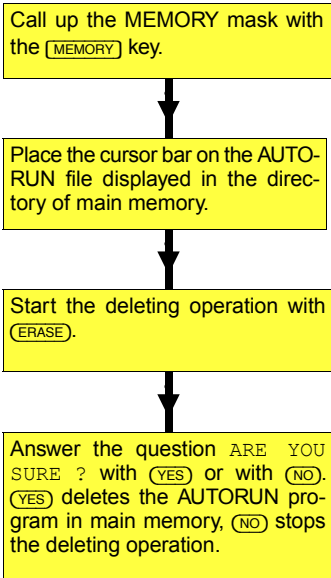 Call up the MEMORY mask with
the MEMORY key.
Place the cursor bar on the AUTO-
RUN file displayed in the direc-
tory of main memory.
Start the deleting operation with
ERASE.
Answer the question ARE YOU
SURE ? with YES or with NO.
YES deletes the AUTORUN pro-
gram in main memory, NO stops
the deleting operation.